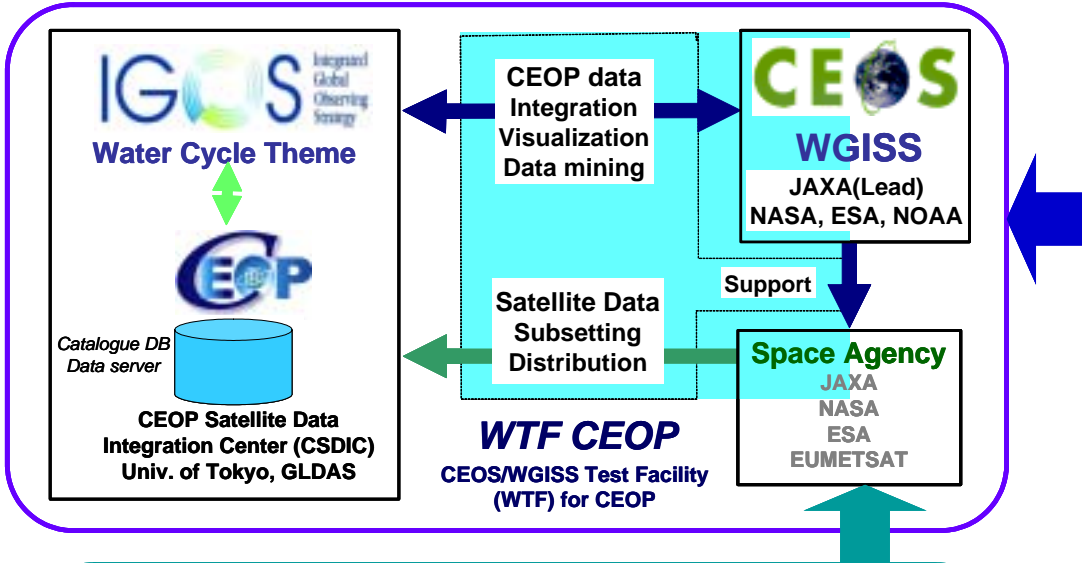 IGOS
Integrated
Global
Observing
Strategy
Water Cycle Theme
CEOP
Catalogue DB
Data server
CEOP Satellite Data
Integration Center (CSDIC)
Univ. of Tokyo, GLDAS
CEOP data
Integration
Visualization
Data mining
Satellite Data
Subsetting
Distribution
WTF CEOP
CEOS/WGISS Test Facility
(WTF) for CEOP
CEOS
WGISS
JAXA(Lead)
NASA, ESA, NOAA
Support
Space Agency
JAXA
NASA
ESA
EUMETSAT